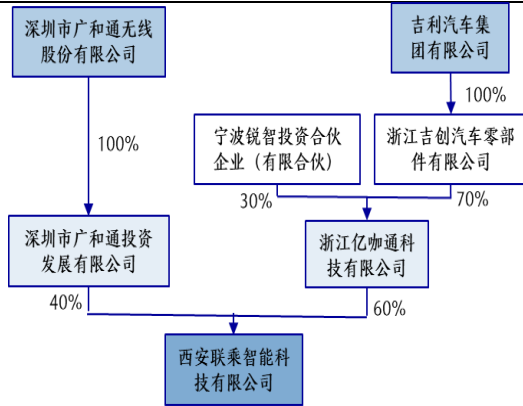 深圳市广和通无线
股份有限公司
吉利汽车集
团有限公司
100%
100%
宁波锐智投资合伙
企业（有限合伙）
浙江吉创汽车零部
件有限公司
30%
70%
深圳市广和通投资
发展有限公司
浙江亿咖通科
技有限公司
40%
60%
西安联乘智能科
技有限公司